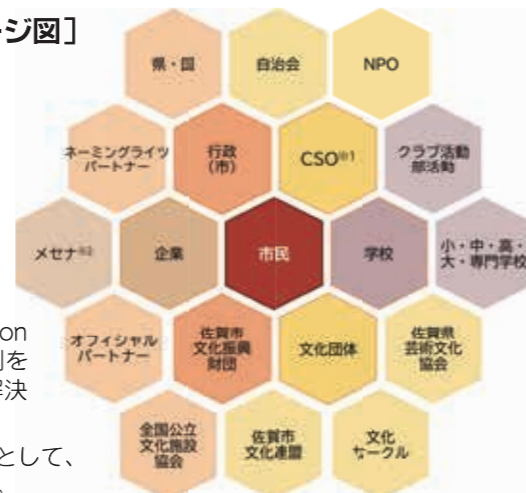 ージ図］
県・国
自治会
NPO
ネーミングライツ
パートナー
行政
（市）
CSO※1
クラブ活動
部活動
メセナ※2
企業
市民
学校
小・中・高・
大・専門学校
on
オフィシャル
パートナー
佐賀市
文化振興
財団
文化団体
佐賀県
芸術文化
協会
を
解決
全国公立
文化施設
協会
佐賀市
文化連盟
文化
サークル
として、